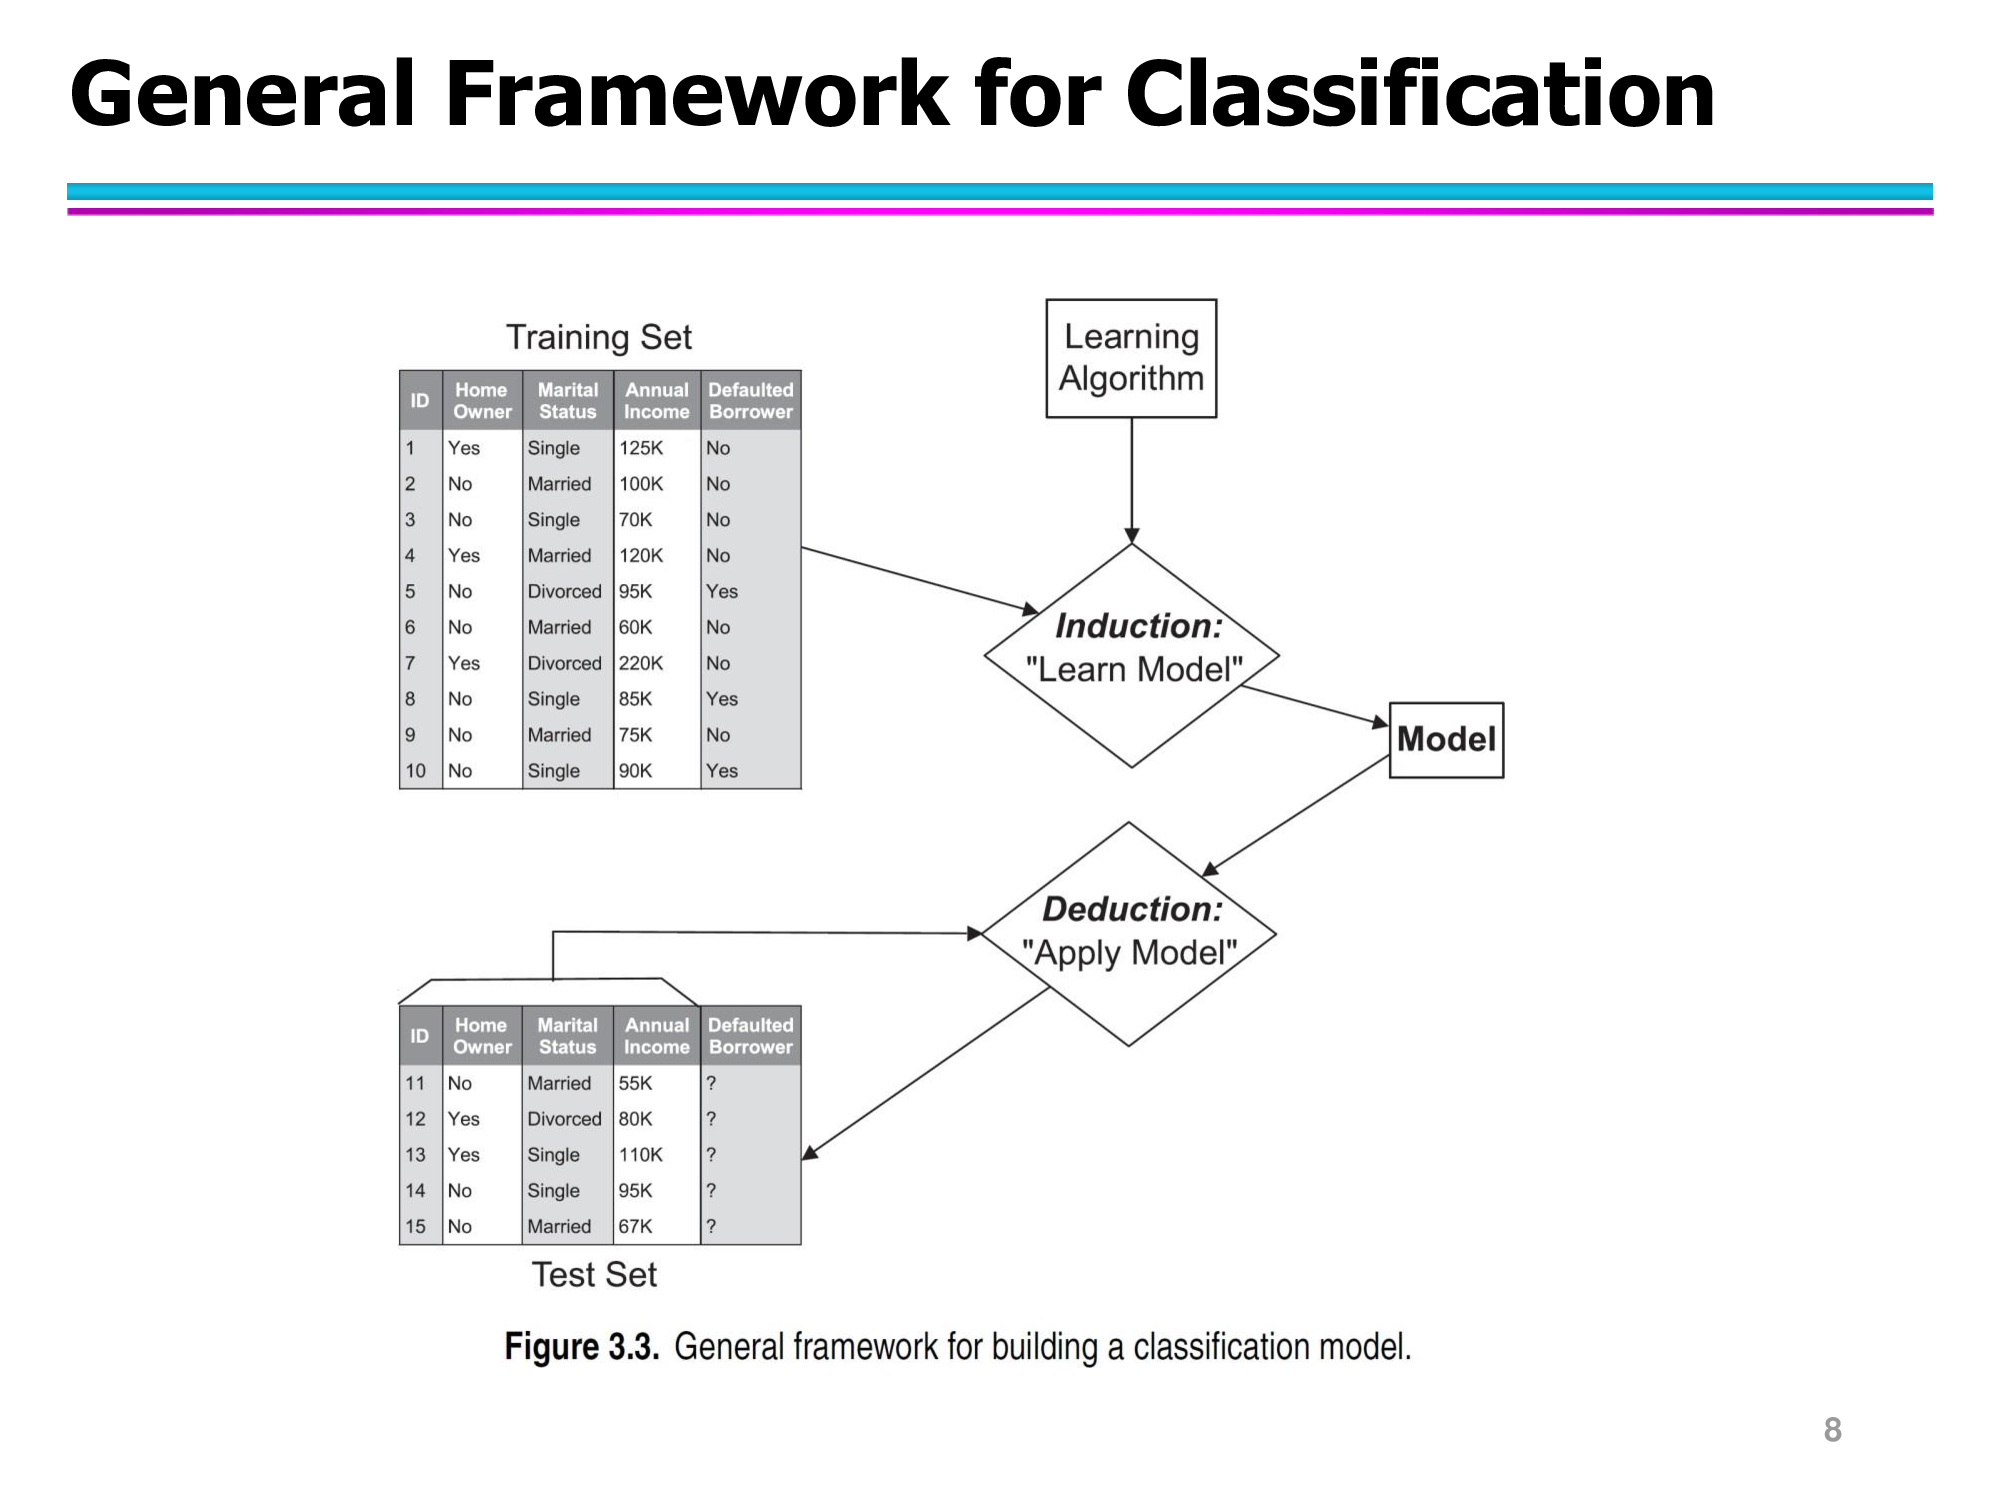 General Framework for Classification
Training Set
ID Home Owner Marital Status Annual Income Defaulted Borrower
1 Yes Single 125K No
2 No Married 100K No
3 No Single 70K No
4 Yes Married 120K No
5 No Divorced 95K Yes
6 No Married 60K No
7 Yes Divorced 220K No
8 No Single 85K Yes
9 No Married 75K No
10 No Single 90K Yes
Learning
Algorithm
Induction:
"Learn Model"
Model
Deduction:
"Apply Model"
ID Home Owner Marital Status Annual Income Defaulted Borrower
11 No Married 55K ?
12 Yes Divorced 80K ?
13 Yes Single 110K ?
14 No Single 95K ?
15 No Married 67K ?
Test Set
Figure 3.3. General framework for building a classification model.
8